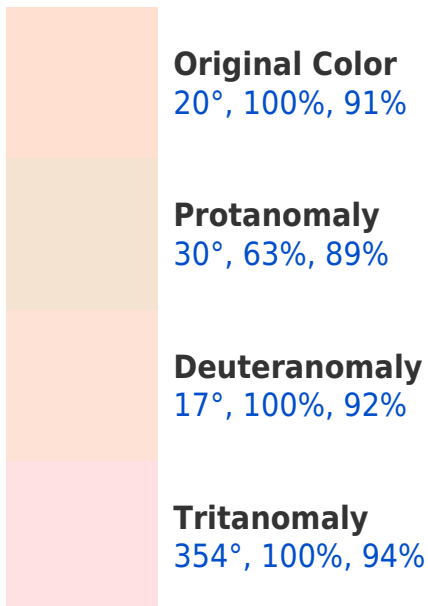 Original Color
20°, 100%, 91%
Protanomaly
30°, 63%, 89%
Deuteranomaly
17°, 100%, 92%
Tritanomaly
354°, 100%, 94%